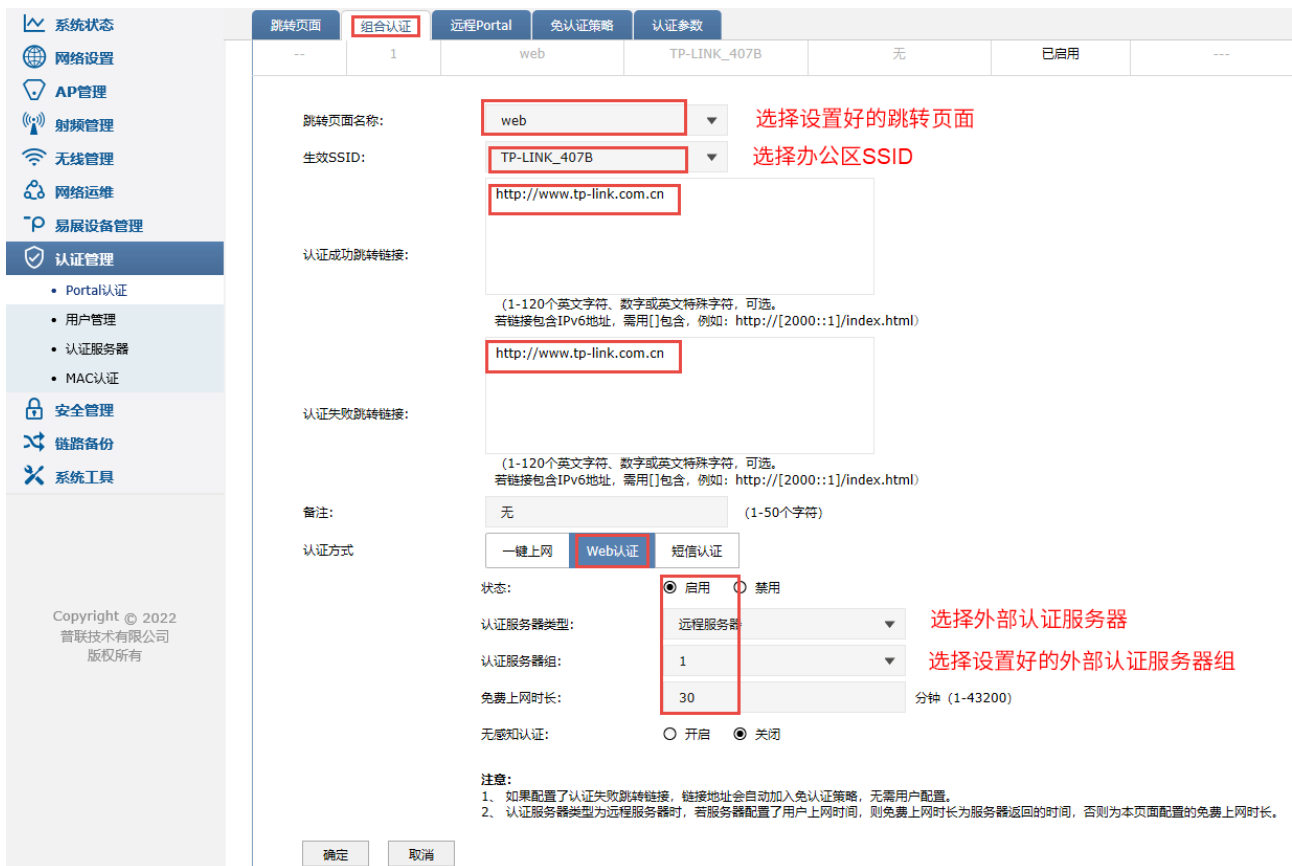 系统状态
网络设置
AP管理
射频管理
无线管理
网络运维
易展设备管理
认证管理
• Portal认证
• 用户管理
• 认证服务器
• MAC认证
安全管理
链路备份
系统工具
Copyright © 2022
普联技术有限公司
版权所有
跳转页面 组合认证 远程Portal 免认证策略 认证参数
-- 1 web TP-LINK_407B 无 已启用 ---
跳转页面名称: web 选择设置好的跳转页面
生效SSID: TP-LINK_407B 选择办公区SSID
http://www.tp-link.com.cn
认证成功跳转链接:
(1-120个英文字符、数字或英文特殊字符，可选。
若链接包含IPv6地址，需用[]包含，例如：http://[2000::1]/index.html)
http://www.tp-link.com.cn
认证失败跳转链接:
(1-120个英文字符、数字或英文特殊字符，可选。
若链接包含IPv6地址，需用[]包含，例如：http://[2000::1]/index.html)
备注: 无 (1-50个字符)
认证方式 一键上网 Web认证 短信认证
状态: 启用 禁用
认证服务器类型: 远程服务器 选择外部认证服务器
认证服务器组: 1 选择设置好的外部认证服务器组
免费上网时长: 30 分钟 (1-43200)
无感知认证: 开启 关闭
注意:
1、 如果配置了认证失败跳转链接，链接地址会自动加入免认证策略，无需用户配置。
2、 认证服务器类型为远程服务器时，若服务器配置了用户上网时间，则免费上网时长为服务器返回的时间，否则为本页面配置的免费上网时长。
确定 取消